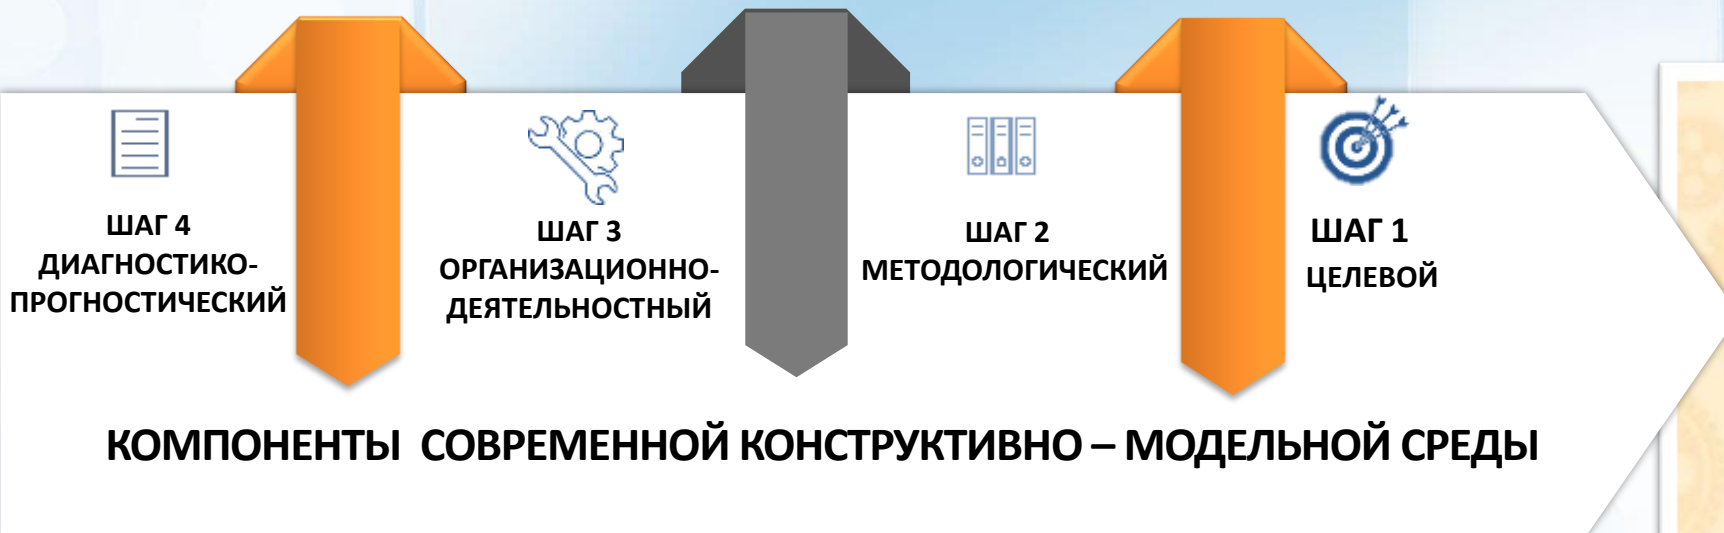 ШАГ 4
ДИАГНОСТИКО-
ПРОГНОСТИЧЕСКИЙ
ШАГ 3
ОРГАНИЗАЦИОННО-
ДЕЯТЕЛЬНОСТНЫЙ
ШАГ 2
МЕТОДОЛОГИЧЕСКИЙ
ШАГ 1
ЦЕЛЕВОЙ
КОМПОНЕНТЫ СОВРЕМЕННОЙ КОНСТРУКТИВНО – МОДЕЛЬНОЙ СРЕДЫ